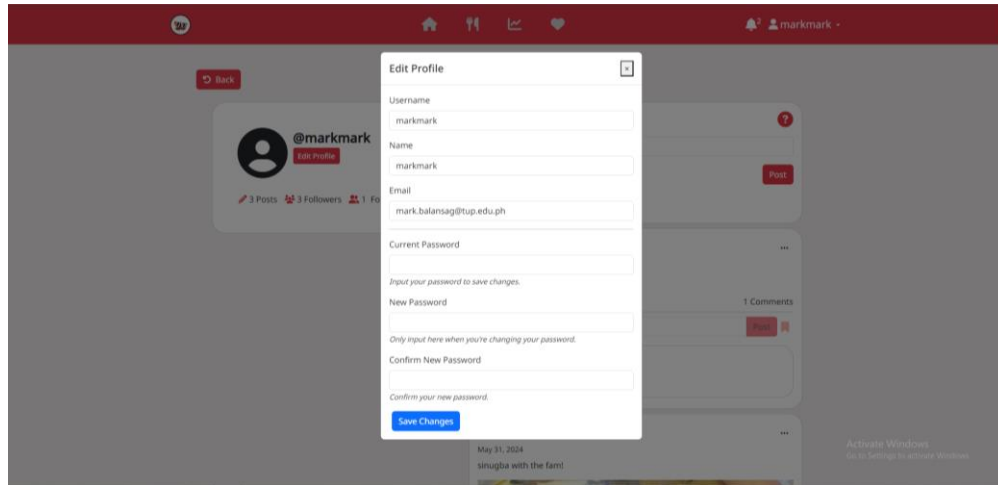 2 markmark
Back
Edit Profile
×
Username
markmark
Name
markmark
Email
mark.balansag@tup.edu.ph
Current Password
Input your password to save changes.
New Password
Only input here when you're changing your password.
Confirm New Password
Confirm your new password.
Save Changes
@markmark
Edit Profile
3 Posts 3 Followers 1 Fo
?
Post
...
1 Comments
Post
...
May 31, 2024
sinugba with the fam!
Activate Windows
Go to Settings to activate Windows.